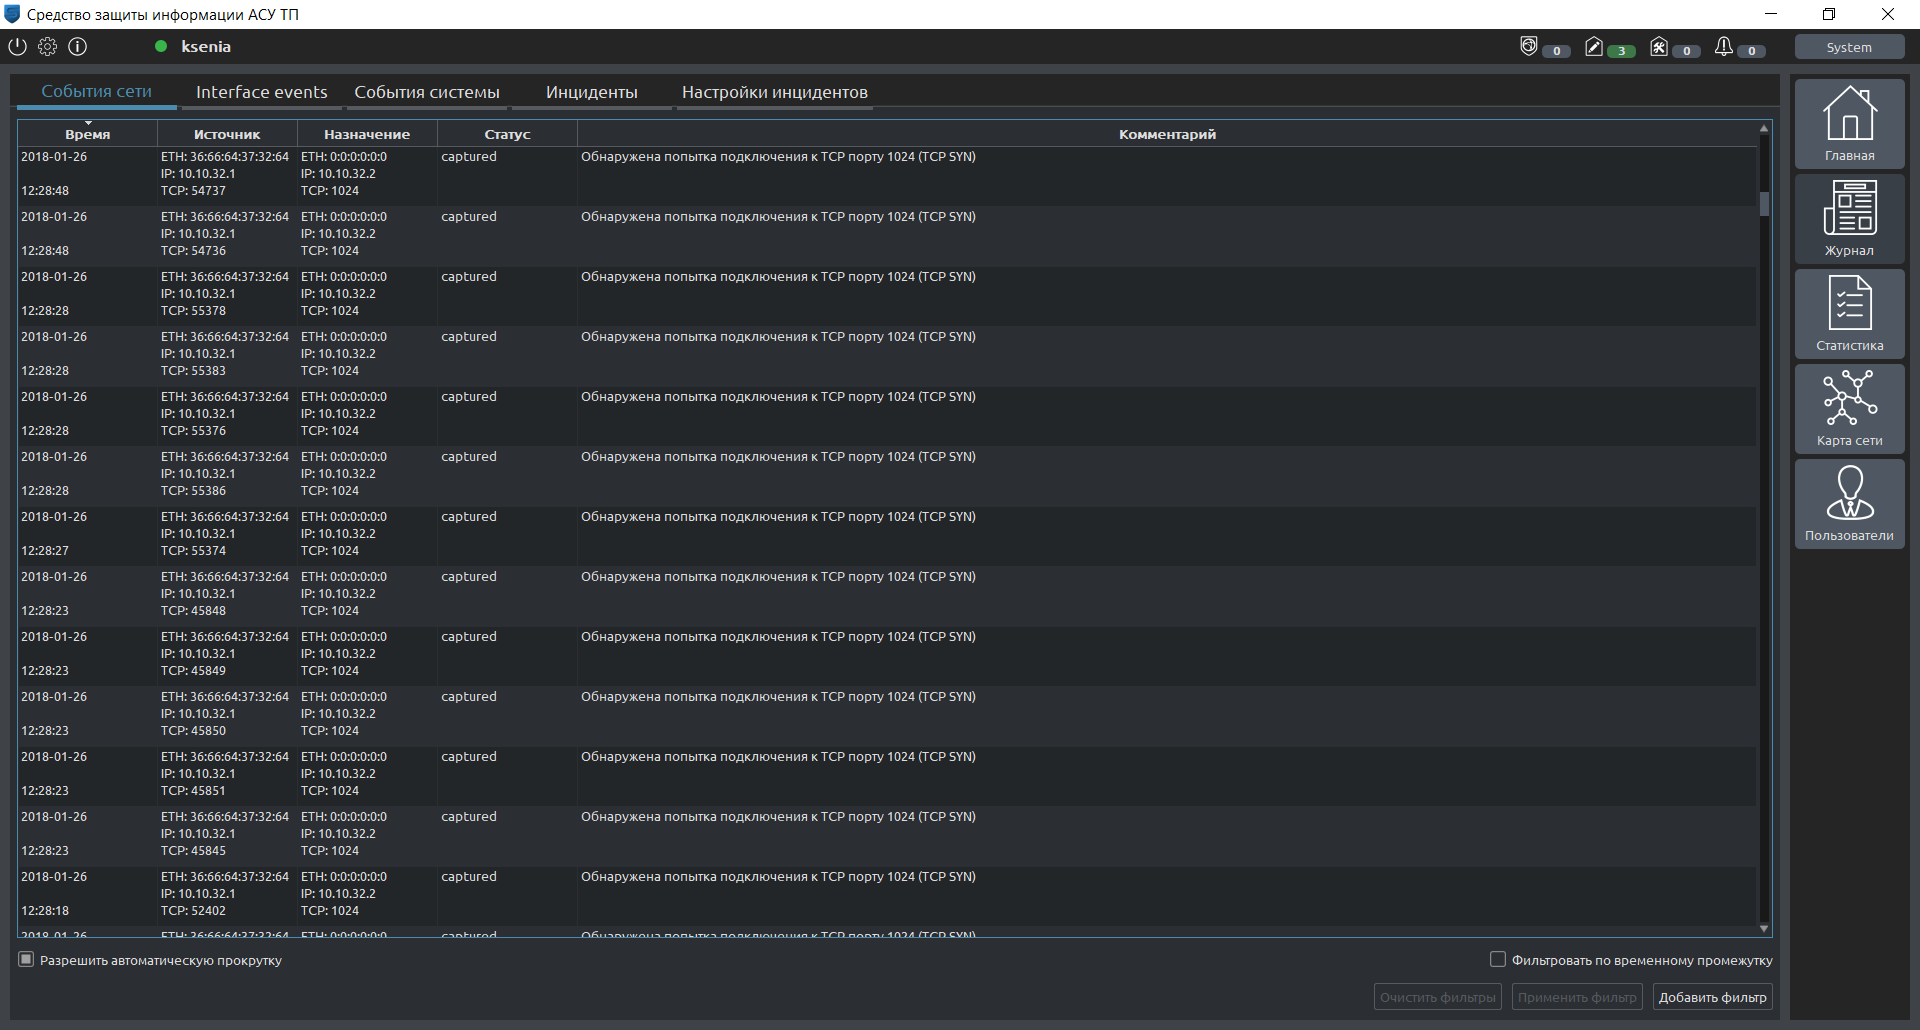 Средство защиты информации АСУ ТП
ksenia
0
3
0
0
System
События сети
Interface events
События системы
Инциденты
Настройки инцидентов
Время Источник Назначение Статус Комментарий
2018-01-26 ETH: 36:66:64:37:32:64 ETH: 0:0:0:0:0:0 captured Обнаружена попытка подключения к TCP порту 1024 (TCP SYN)
IP: 10.10.32.1 IP: 10.10.32.2
12:28:48 TCP: 54737 TCP: 1024
2018-01-26 ETH: 36:66:64:37:32:64 ETH: 0:0:0:0:0:0 captured Обнаружена попытка подключения к TCP порту 1024 (TCP SYN)
IP: 10.10.32.1 IP: 10.10.32.2
12:28:48 TCP: 54736 TCP: 1024
2018-01-26 ETH: 36:66:64:37:32:64 ETH: 0:0:0:0:0:0 captured Обнаружена попытка подключения к TCP порту 1024 (TCP SYN)
IP: 10.10.32.1 IP: 10.10.32.2
12:28:28 TCP: 55378 TCP: 1024
2018-01-26 ETH: 36:66:64:37:32:64 ETH: 0:0:0:0:0:0 captured Обнаружена попытка подключения к TCP порту 1024 (TCP SYN)
IP: 10.10.32.1 IP: 10.10.32.2
12:28:28 TCP: 55383 TCP: 1024
2018-01-26 ETH: 36:66:64:37:32:64 ETH: 0:0:0:0:0:0 captured Обнаружена попытка подключения к TCP порту 1024 (TCP SYN)
IP: 10.10.32.1 IP: 10.10.32.2
12:28:28 TCP: 55376 TCP: 1024
2018-01-26 ETH: 36:66:64:37:32:64 ETH: 0:0:0:0:0:0 captured Обнаружена попытка подключения к TCP порту 1024 (TCP SYN)
IP: 10.10.32.1 IP: 10.10.32.2
12:28:28 TCP: 55386 TCP: 1024
2018-01-26 ETH: 36:66:64:37:32:64 ETH: 0:0:0:0:0:0 captured Обнаружена попытка подключения к TCP порту 1024 (TCP SYN)
IP: 10.10.32.1 IP: 10.10.32.2
12:28:27 TCP: 55374 TCP: 1024
2018-01-26 ETH: 36:66:64:37:32:64 ETH: 0:0:0:0:0:0 captured Обнаружена попытка подключения к TCP порту 1024 (TCP SYN)
IP: 10.10.32.1 IP: 10.10.32.2
12:28:23 TCP: 45848 TCP: 1024
2018-01-26 ETH: 36:66:64:37:32:64 ETH: 0:0:0:0:0:0 captured Обнаружена попытка подключения к TCP порту 1024 (TCP SYN)
IP: 10.10.32.1 IP: 10.10.32.2
12:28:23 TCP: 45849 TCP: 1024
2018-01-26 ETH: 36:66:64:37:32:64 ETH: 0:0:0:0:0:0 captured Обнаружена попытка подключения к TCP порту 1024 (TCP SYN)
IP: 10.10.32.1 IP: 10.10.32.2
12:28:23 TCP: 45850 TCP: 1024
2018-01-26 ETH: 36:66:64:37:32:64 ETH: 0:0:0:0:0:0 captured Обнаружена попытка подключения к TCP порту 1024 (TCP SYN)
IP: 10.10.32.1 IP: 10.10.32.2
12:28:23 TCP: 45851 TCP: 1024
2018-01-26 ETH: 36:66:64:37:32:64 ETH: 0:0:0:0:0:0 captured Обнаружена попытка подключения к TCP порту 1024 (TCP SYN)
IP: 10.10.32.1 IP: 10.10.32.2
12:28:23 TCP: 45845 TCP: 1024
2018-01-26 ETH: 36:66:64:37:32:64 ETH: 0:0:0:0:0:0 captured Обнаружена попытка подключения к TCP порту 1024 (TCP SYN)
IP: 10.10.32.1 IP: 10.10.32.2
12:28:18 TCP: 52402 TCP: 1024
2018-01-26 ETH: 36:66:64:37:32:64 ETH: 0:0:0:0:0:0 captured Обнаружена попытка подключения к TCP порту 1024 (TCP SYN)
Разрешить автоматическую прокрутку
Фильтровать по временному промежутку
Очистить фильтры
Применить фильтр
Добавить фильтр
Главная
Журнал
Статистика
Карта сети
Пользователи